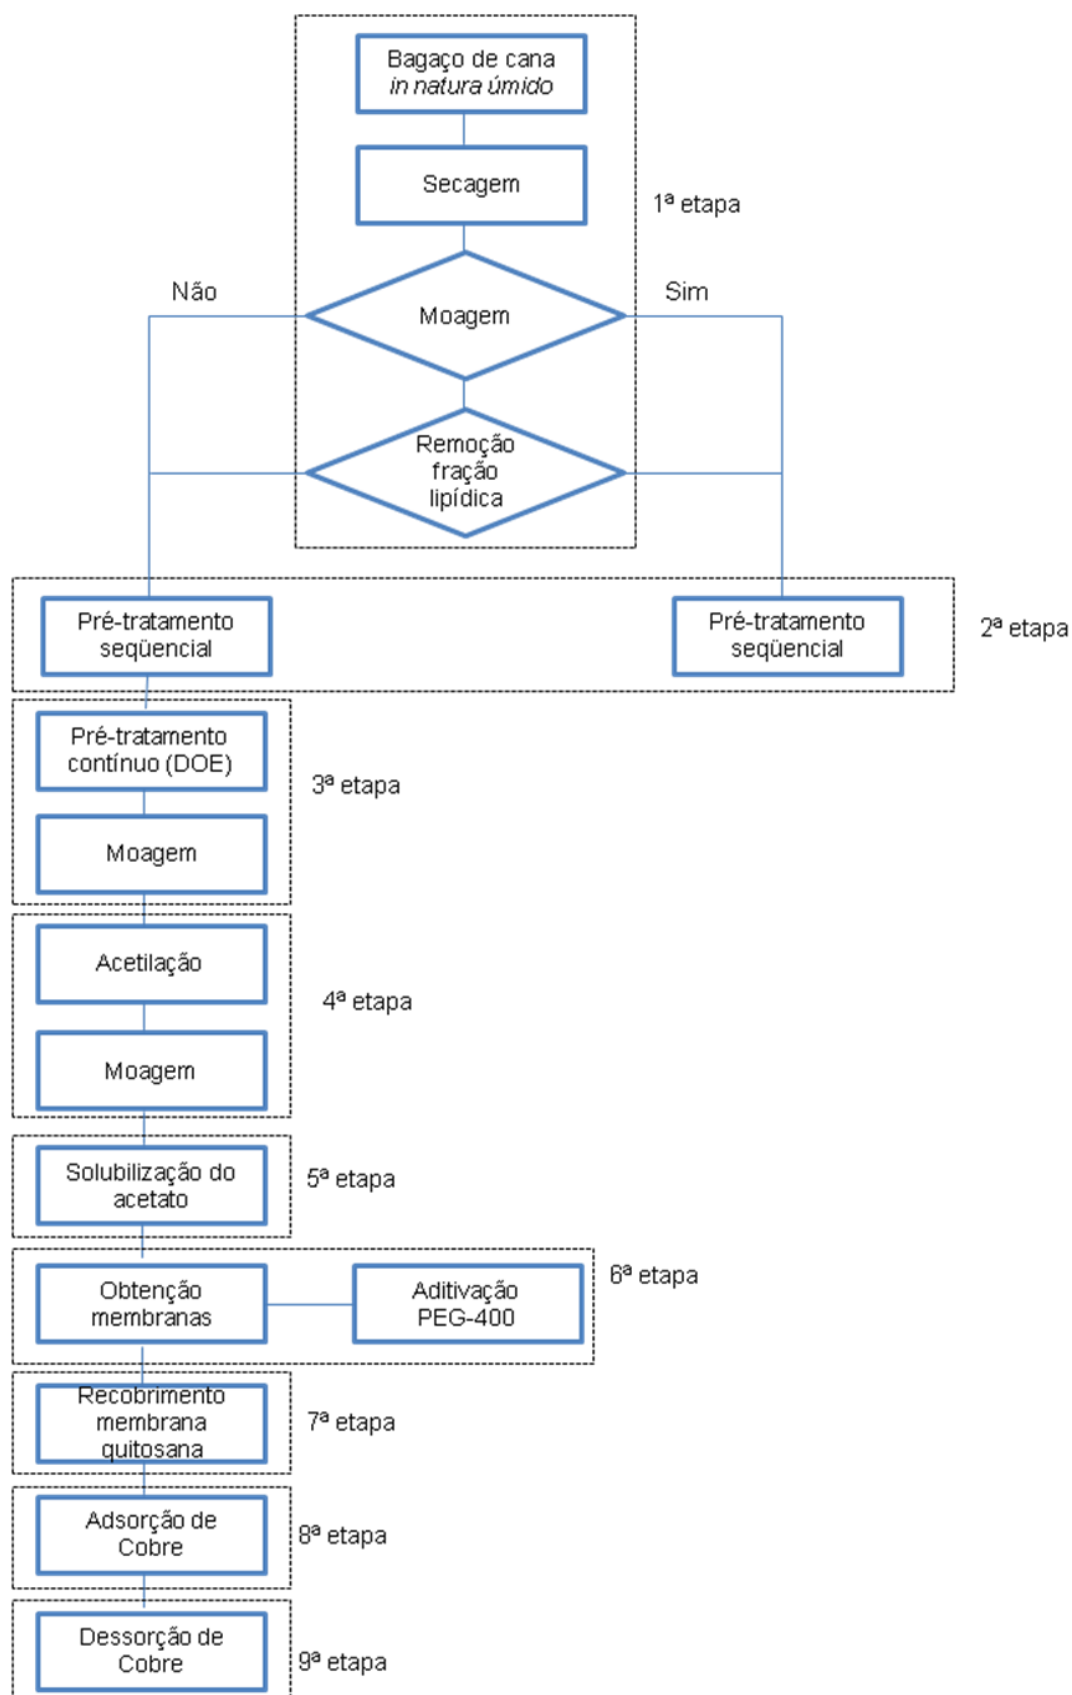 Bagaço de cana
in natura úmido
Secagem
1ª etapa
Não
Sim
Moagem
Remoção
fração
lipídica
Pré-tratamento
seqüencial
Pré-tratamento
seqüencial
2ª etapa
Pré-tratamento
contínuo (DOE)
3ª etapa
Moagem
Acetilação
4ª etapa
Moagem
Solubilização do
acetato
5ª etapa
Obtenção
membranas
Aditivação
PEG-400
6ª etapa
Recobrimento
membrana
quitosana
7ª etapa
Adsorção de
Cobre
8ª etapa
Dessorção de
Cobre
9ª etapa